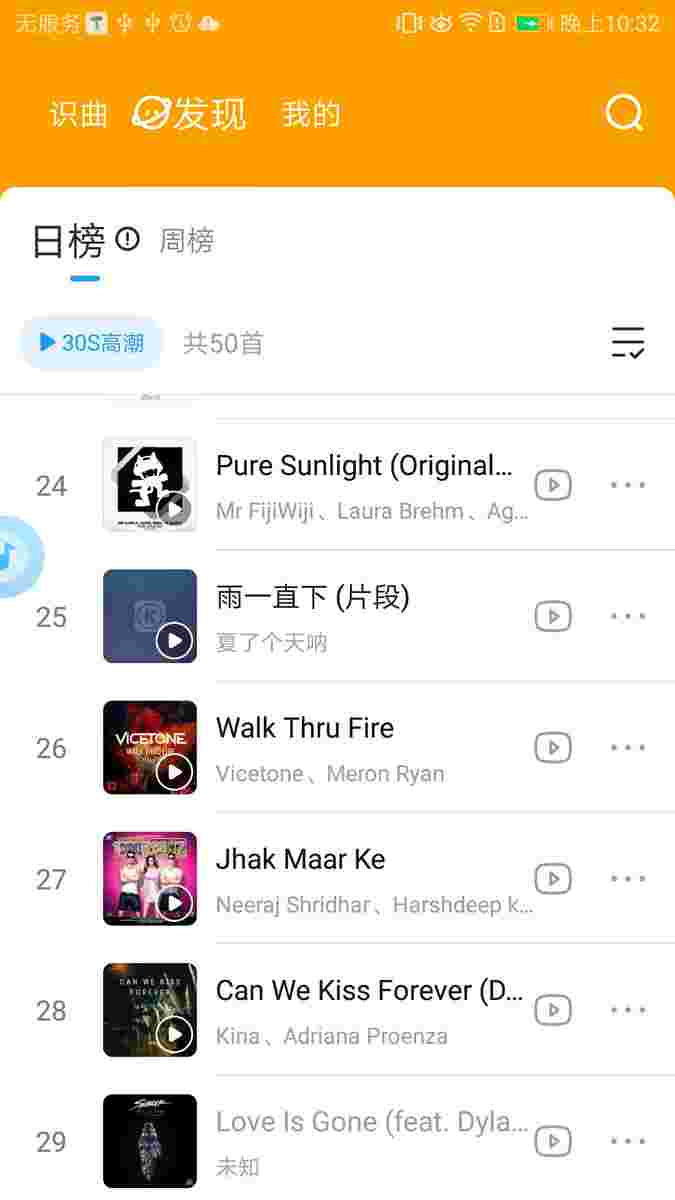 无服务 晚上10:32
识曲 发现 我的
日榜 周榜
30S高潮 共50首
24
Pure Sunlight (Original...
Mr FijiWiji、Laura Brehm、Ag...
25
雨一直下 (片段)
夏了个天呐
26
VICETONE
Walk Thru Fire
Vicetone、Meron Ryan
27
Jhak Maar Ke
Neeraj Shridhar、Harshdeep k...
28
CAN WE KISS
FOREVER
Can We Kiss Forever (D...
Kina、Adriana Proenza
29
Love Is Gone (feat. Dyla...
未知